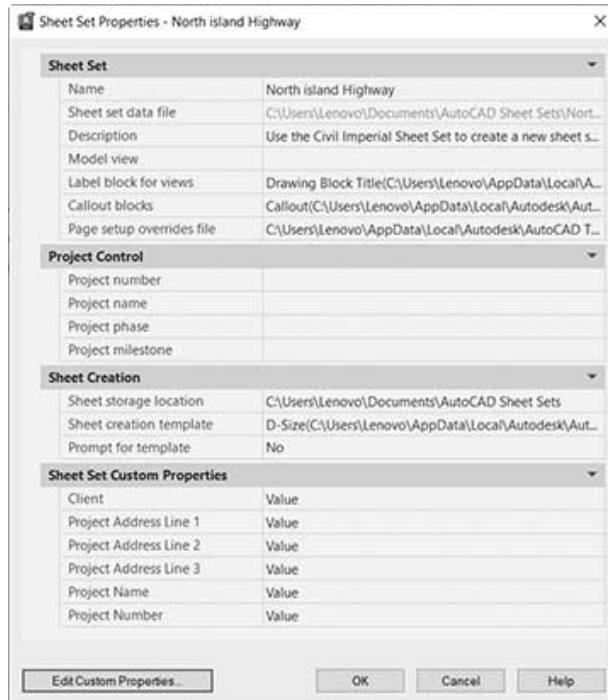 Sheet Set Properties - North island Highway
Sheet Set
Name North island Highway
Sheet set data file C:\Users\Lenovo\Documents\AutoCAD Sheet Sets\Nort...
Description Use the Civil Imperial Sheet Set to create a new sheet s...
Model view
Label block for views Drawing Block Title(C:\Users\Lenovo\AppData\Local\A...
Callout blocks Callout(C:\Users\Lenovo\AppData\Local\Autodesk\Aut...
Page setup overrides file C:\Users\Lenovo\AppData\Local\Autodesk\AutoCAD T...
Project Control
Project number
Project name
Project phase
Project milestone
Sheet Creation
Sheet storage location C:\Users\Lenovo\Documents\AutoCAD Sheet Sets
Sheet creation template D-Size(C:\Users\Lenovo\AppData\Local\Autodesk\Aut...
Prompt for template No
Sheet Set Custom Properties
Client Value
Project Address Line 1 Value
Project Address Line 2 Value
Project Address Line 3 Value
Project Name Value
Project Number Value
Edit Custom Properties... OK Cancel Help